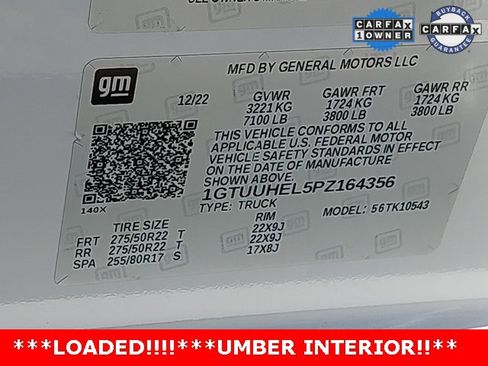 CARFAX
1 OWNER
BUYBACK
CARFAX
GUARANTEE
gm
MFD BY GENERAL MOTORS LLC
12/22 GVWR GAWR FRT GAWR RR
3221 KG 1724 KG 1724 KG
7100 LB 3800 LB 3800 LB
THIS VEHICLE CONFORMS TO ALL
APPLICABLE U.S. FEDERAL MOTOR
VEHICLE SAFETY STANDARDS IN EFFECT
ON THE DATE OF MANUFACTURE
SHOWN ABOVE.
1GTUUHEL5PZ164356
140X TYPE: TRUCK 56TK10543
TIRE SIZE RIM
FRT 275/50R22 T 22X9J
RR 275/50R22 T 22X9J
SPA 255/80R17 S 17X8J
***LOADED!!!!***UMBER INTERIOR!!**